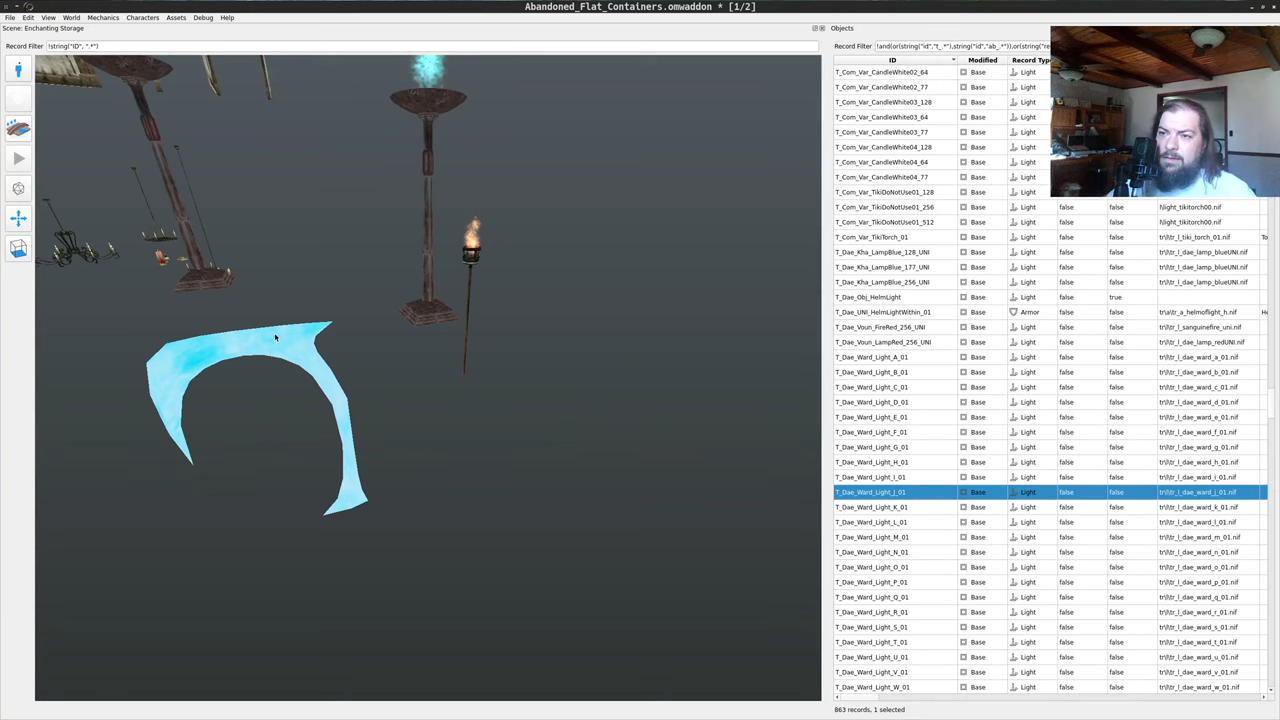 Abandoned_Flat_Containers.omwaddon * [1/2]
File Edit View World Mechanics Characters Assets Debug Help
Scene: Enchanting Storage
Objects
Record Filter !string("ID", ".*")
Record Filter !and(or(string("id","t_.*"),string("id","ab_.*")),or(string("re
ID Modified Record Type
T_Com_Var_CandleWhite02_64 Base Light
T_Com_Var_CandleWhite02_77 Base Light
T_Com_Var_CandleWhite03_128 Base Light
T_Com_Var_CandleWhite03_64 Base Light
T_Com_Var_CandleWhite03_77 Base Light
T_Com_Var_CandleWhite04_128 Base Light
T_Com_Var_CandleWhite04_64 Base Light
T_Com_Var_CandleWhite04_77 Base Light
T_Com_Var_TikiDoNotUse01_128 Base Light
T_Com_Var_TikiDoNotUse01_256 Base Light false false l\light_tikitorch00.nif
T_Com_Var_TikiDoNotUse01_512 Base Light false false l\light_tikitorch00.nif
T_Com_Var_TikiTorch_01 Base Light false false tr\l\tr_l_tiki_torch_01.nif To
T_Dae_Kha_LampBlue_128_UNI Base Light false false tr\l\tr_l_dae_lamp_blueUNI.nif
T_Dae_Kha_LampBlue_177_UNI Base Light false false tr\l\tr_l_dae_lamp_blueUNI.nif
T_Dae_Kha_LampBlue_256_UNI Base Light false false tr\l\tr_l_dae_lamp_blueUNI.nif
T_Dae_Obj_HelmLight Base Light false true
T_Dae_UNI_HelmLightWithin_01 Base Armor false false tr\a\tr_a_helmoflight_h.nif He
T_Dae_Voun_FireRed_256_UNI Base Light false false tr\l\tr_l_sanguinefire_uni.nif
T_Dae_Voun_LampRed_256_UNI Base Light false false tr\l\tr_l_dae_lamp_redUNI.nif
T_Dae_Ward_Light_A_01 Base Light false false tr\l\tr_l_dae_ward_a_01.nif
T_Dae_Ward_Light_B_01 Base Light false false tr\l\tr_l_dae_ward_b_01.nif
T_Dae_Ward_Light_C_01 Base Light false false tr\l\tr_l_dae_ward_c_01.nif
T_Dae_Ward_Light_D_01 Base Light false false tr\l\tr_l_dae_ward_d_01.nif
T_Dae_Ward_Light_E_01 Base Light false false tr\l\tr_l_dae_ward_e_01.nif
T_Dae_Ward_Light_F_01 Base Light false false tr\l\tr_l_dae_ward_f_01.nif
T_Dae_Ward_Light_G_01 Base Light false false tr\l\tr_l_dae_ward_g_01.nif
T_Dae_Ward_Light_H_01 Base Light false false tr\l\tr_l_dae_ward_h_01.nif
T_Dae_Ward_Light_I_01 Base Light false false tr\l\tr_l_dae_ward_i_01.nif
T_Dae_Ward_Light_J_01 Base Light false false tr\l\tr_l_dae_ward_j_01.nif
T_Dae_Ward_Light_K_01 Base Light false false tr\l\tr_l_dae_ward_k_01.nif
T_Dae_Ward_Light_L_01 Base Light false false tr\l\tr_l_dae_ward_l_01.nif
T_Dae_Ward_Light_M_01 Base Light false false tr\l\tr_l_dae_ward_m_01.nif
T_Dae_Ward_Light_N_01 Base Light false false tr\l\tr_l_dae_ward_n_01.nif
T_Dae_Ward_Light_O_01 Base Light false false tr\l\tr_l_dae_ward_o_01.nif
T_Dae_Ward_Light_P_01 Base Light false false tr\l\tr_l_dae_ward_p_01.nif
T_Dae_Ward_Light_Q_01 Base Light false false tr\l\tr_l_dae_ward_q_01.nif
T_Dae_Ward_Light_R_01 Base Light false false tr\l\tr_l_dae_ward_r_01.nif
T_Dae_Ward_Light_S_01 Base Light false false tr\l\tr_l_dae_ward_s_01.nif
T_Dae_Ward_Light_T_01 Base Light false false tr\l\tr_l_dae_ward_t_01.nif
T_Dae_Ward_Light_U_01 Base Light false false tr\l\tr_l_dae_ward_u_01.nif
T_Dae_Ward_Light_V_01 Base Light false false tr\l\tr_l_dae_ward_v_01.nif
T_Dae_Ward_Light_W_01 Base Light false false tr\l\tr_l_dae_ward_w_01.nif
863 records, 1 selected